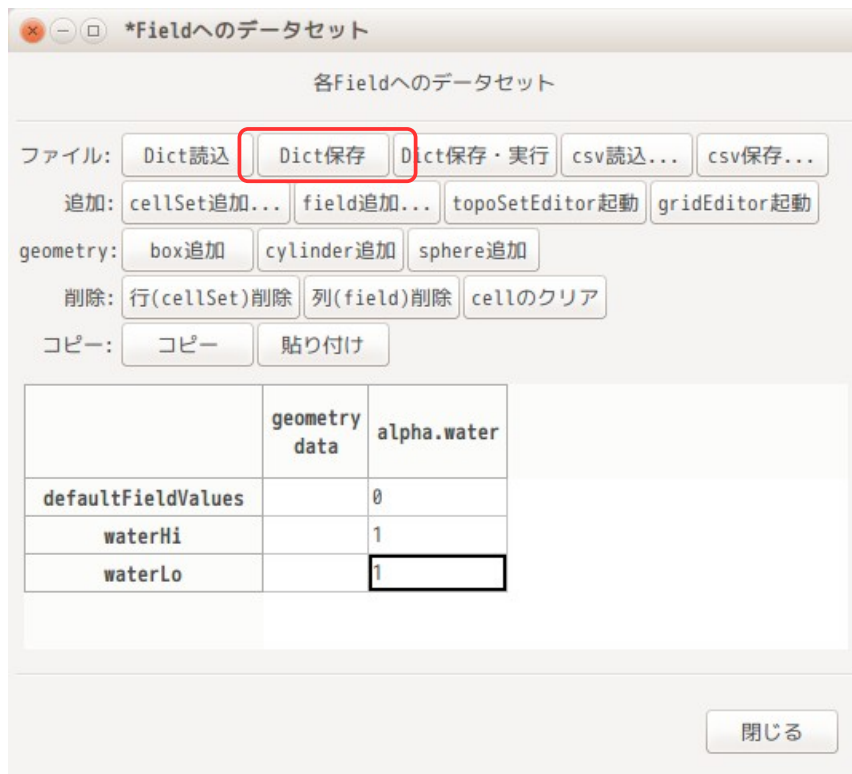 *Fieldへのデータセット
各Fieldへのデータセット
ファイル: Dict読込 Dict保存 Dict保存・実行 csv読込... csv保存...
追加: cellSet追加... field追加... topoSetEditor起動 gridEditor起動
geometry: box追加 cylinder追加 sphere追加
削除: 行(cellSet)削除 列(field)削除 cellのクリア
コピー: コピー 貼り付け
geometry
data alpha.water
defaultFieldValues 0
waterHi 1
waterLo 1
閉じる